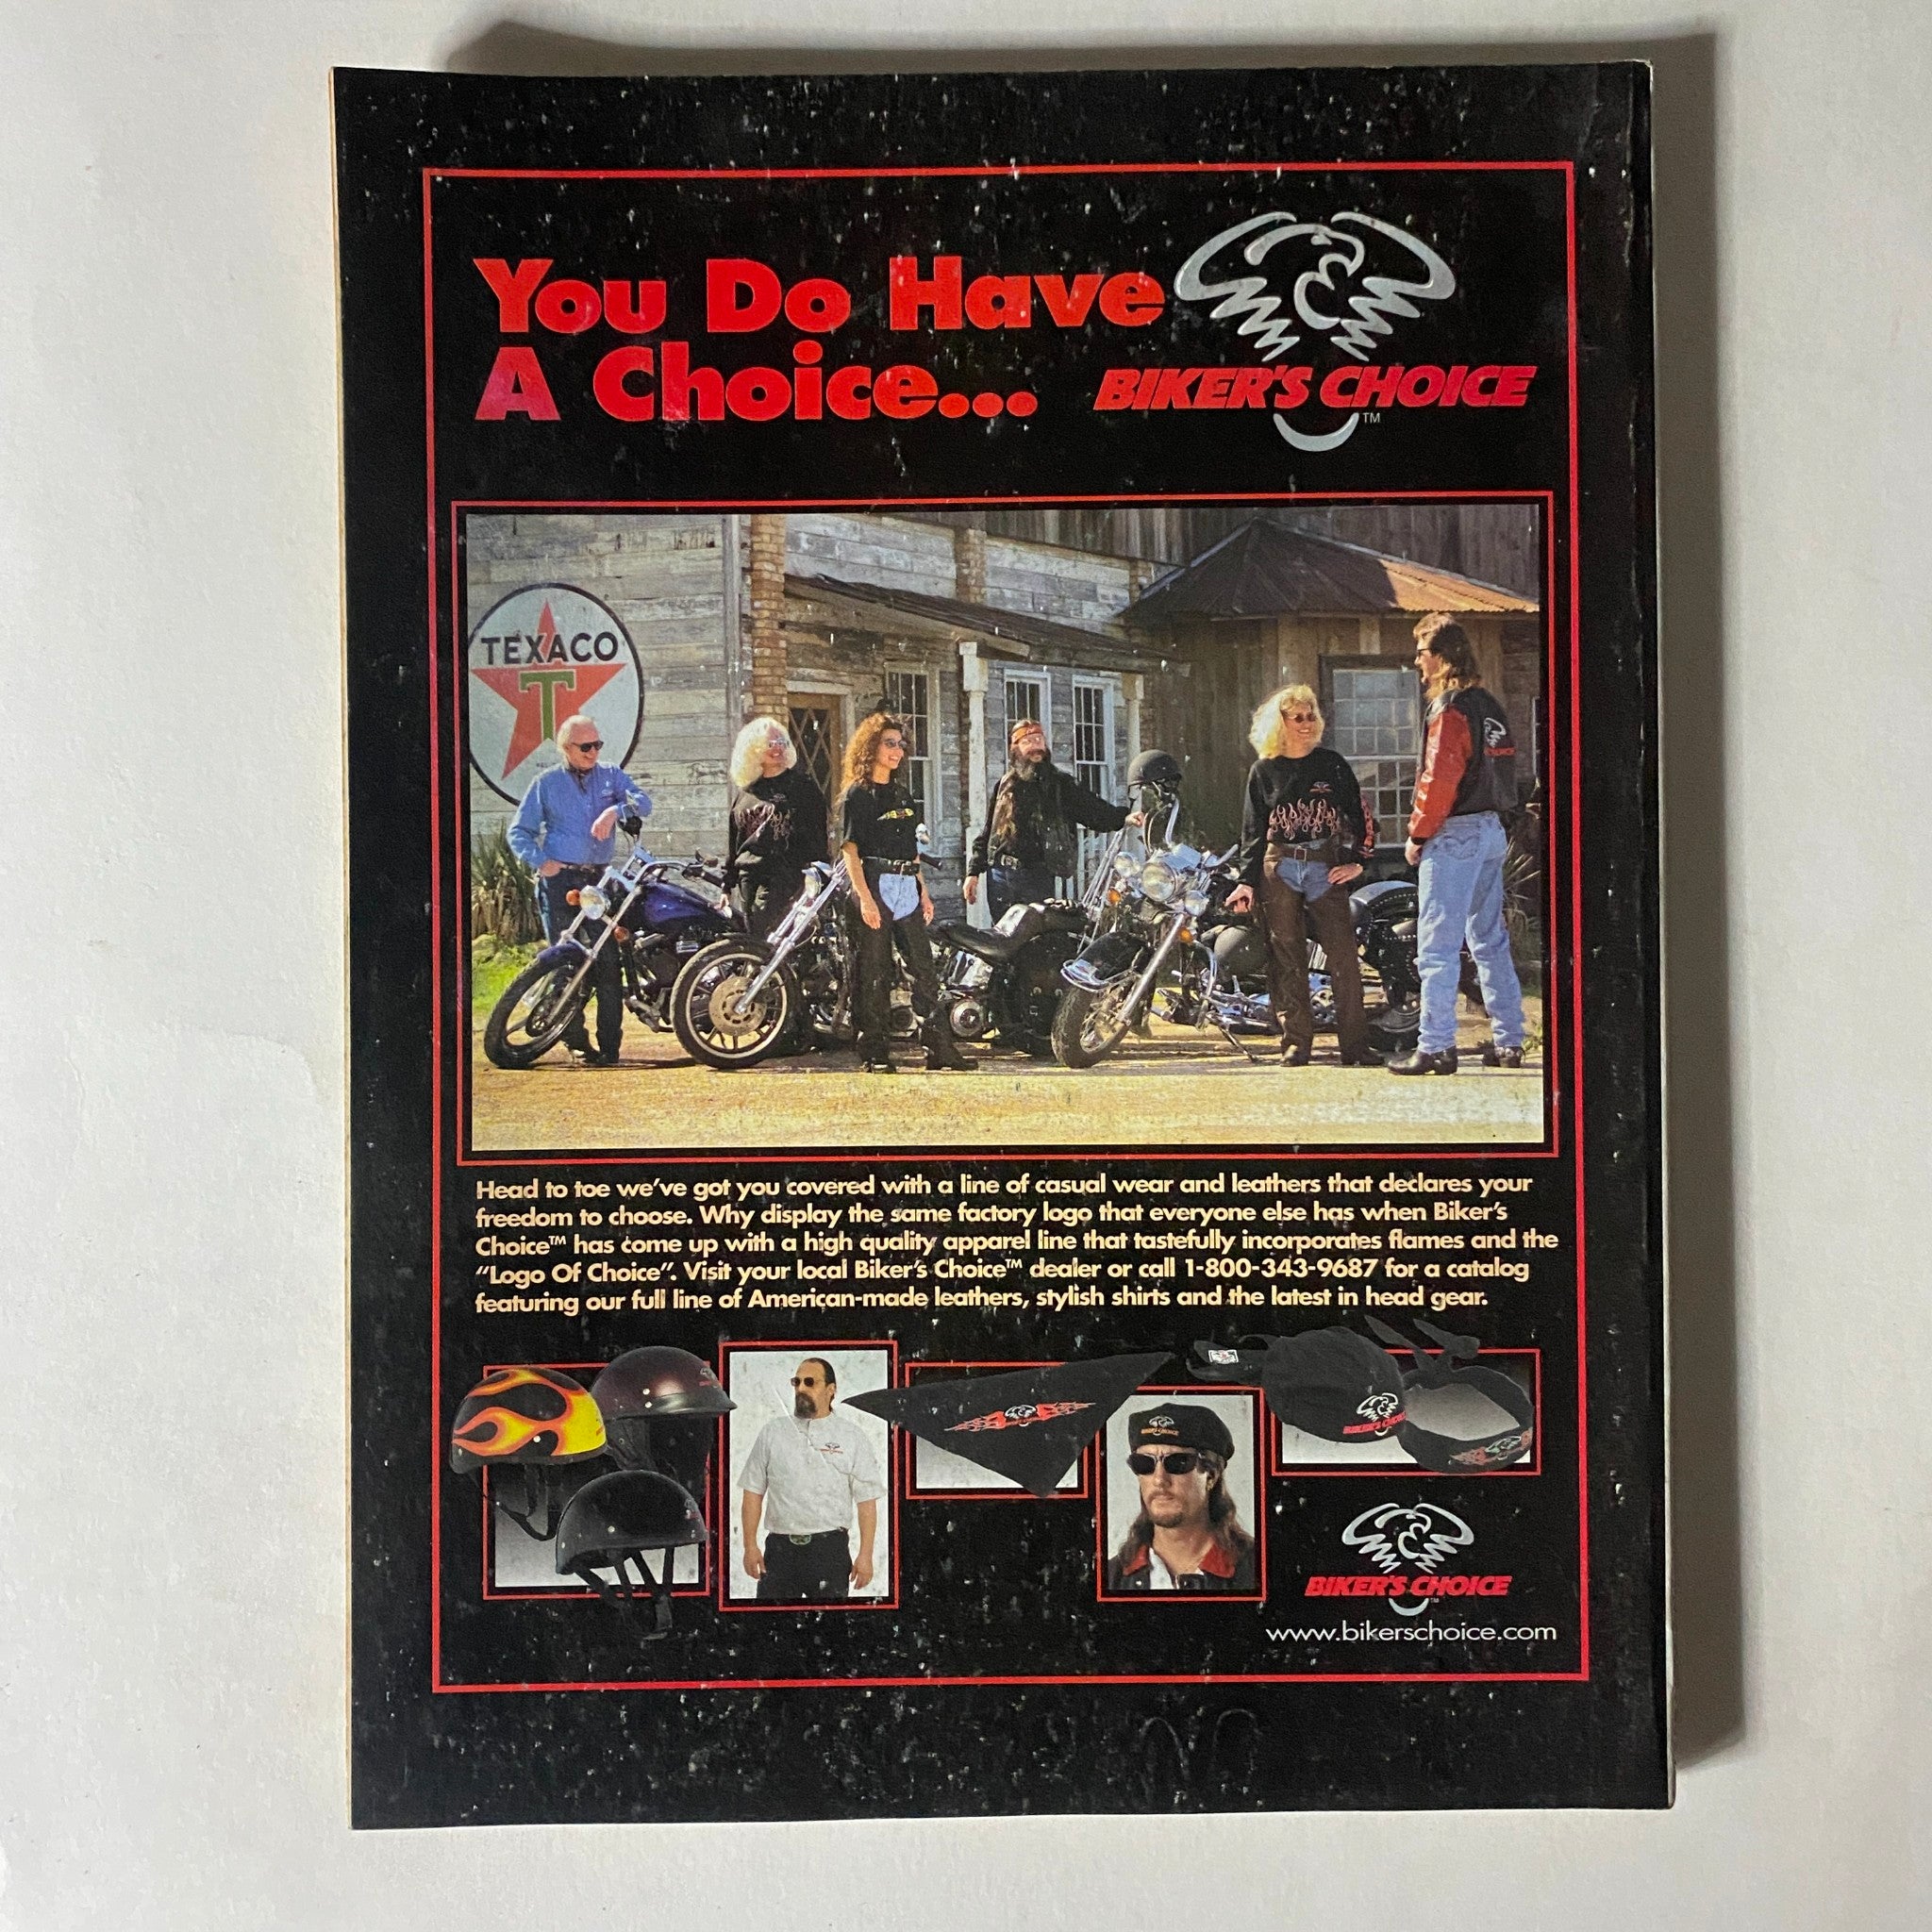 You Do Have
A Choice...
BIKER'S CHOICE
TM
TEXACO
T
Head to toe we've got you covered with a line of casual wear and leathers that declares your
freedom to choose. Why display the same factory logo that everyone else has when Biker's
Choice™ has come up with a high quality apparel line that tastefully incorporates flames and the
"Logo Of Choice". Visit your local Biker's Choice™ dealer or call 1-800-343-9687 for a catalog
featuring our full line of American-made leathers, stylish shirts and the latest in head gear.
BIKER'S CHOICE
TM
www.bikerschoice.com